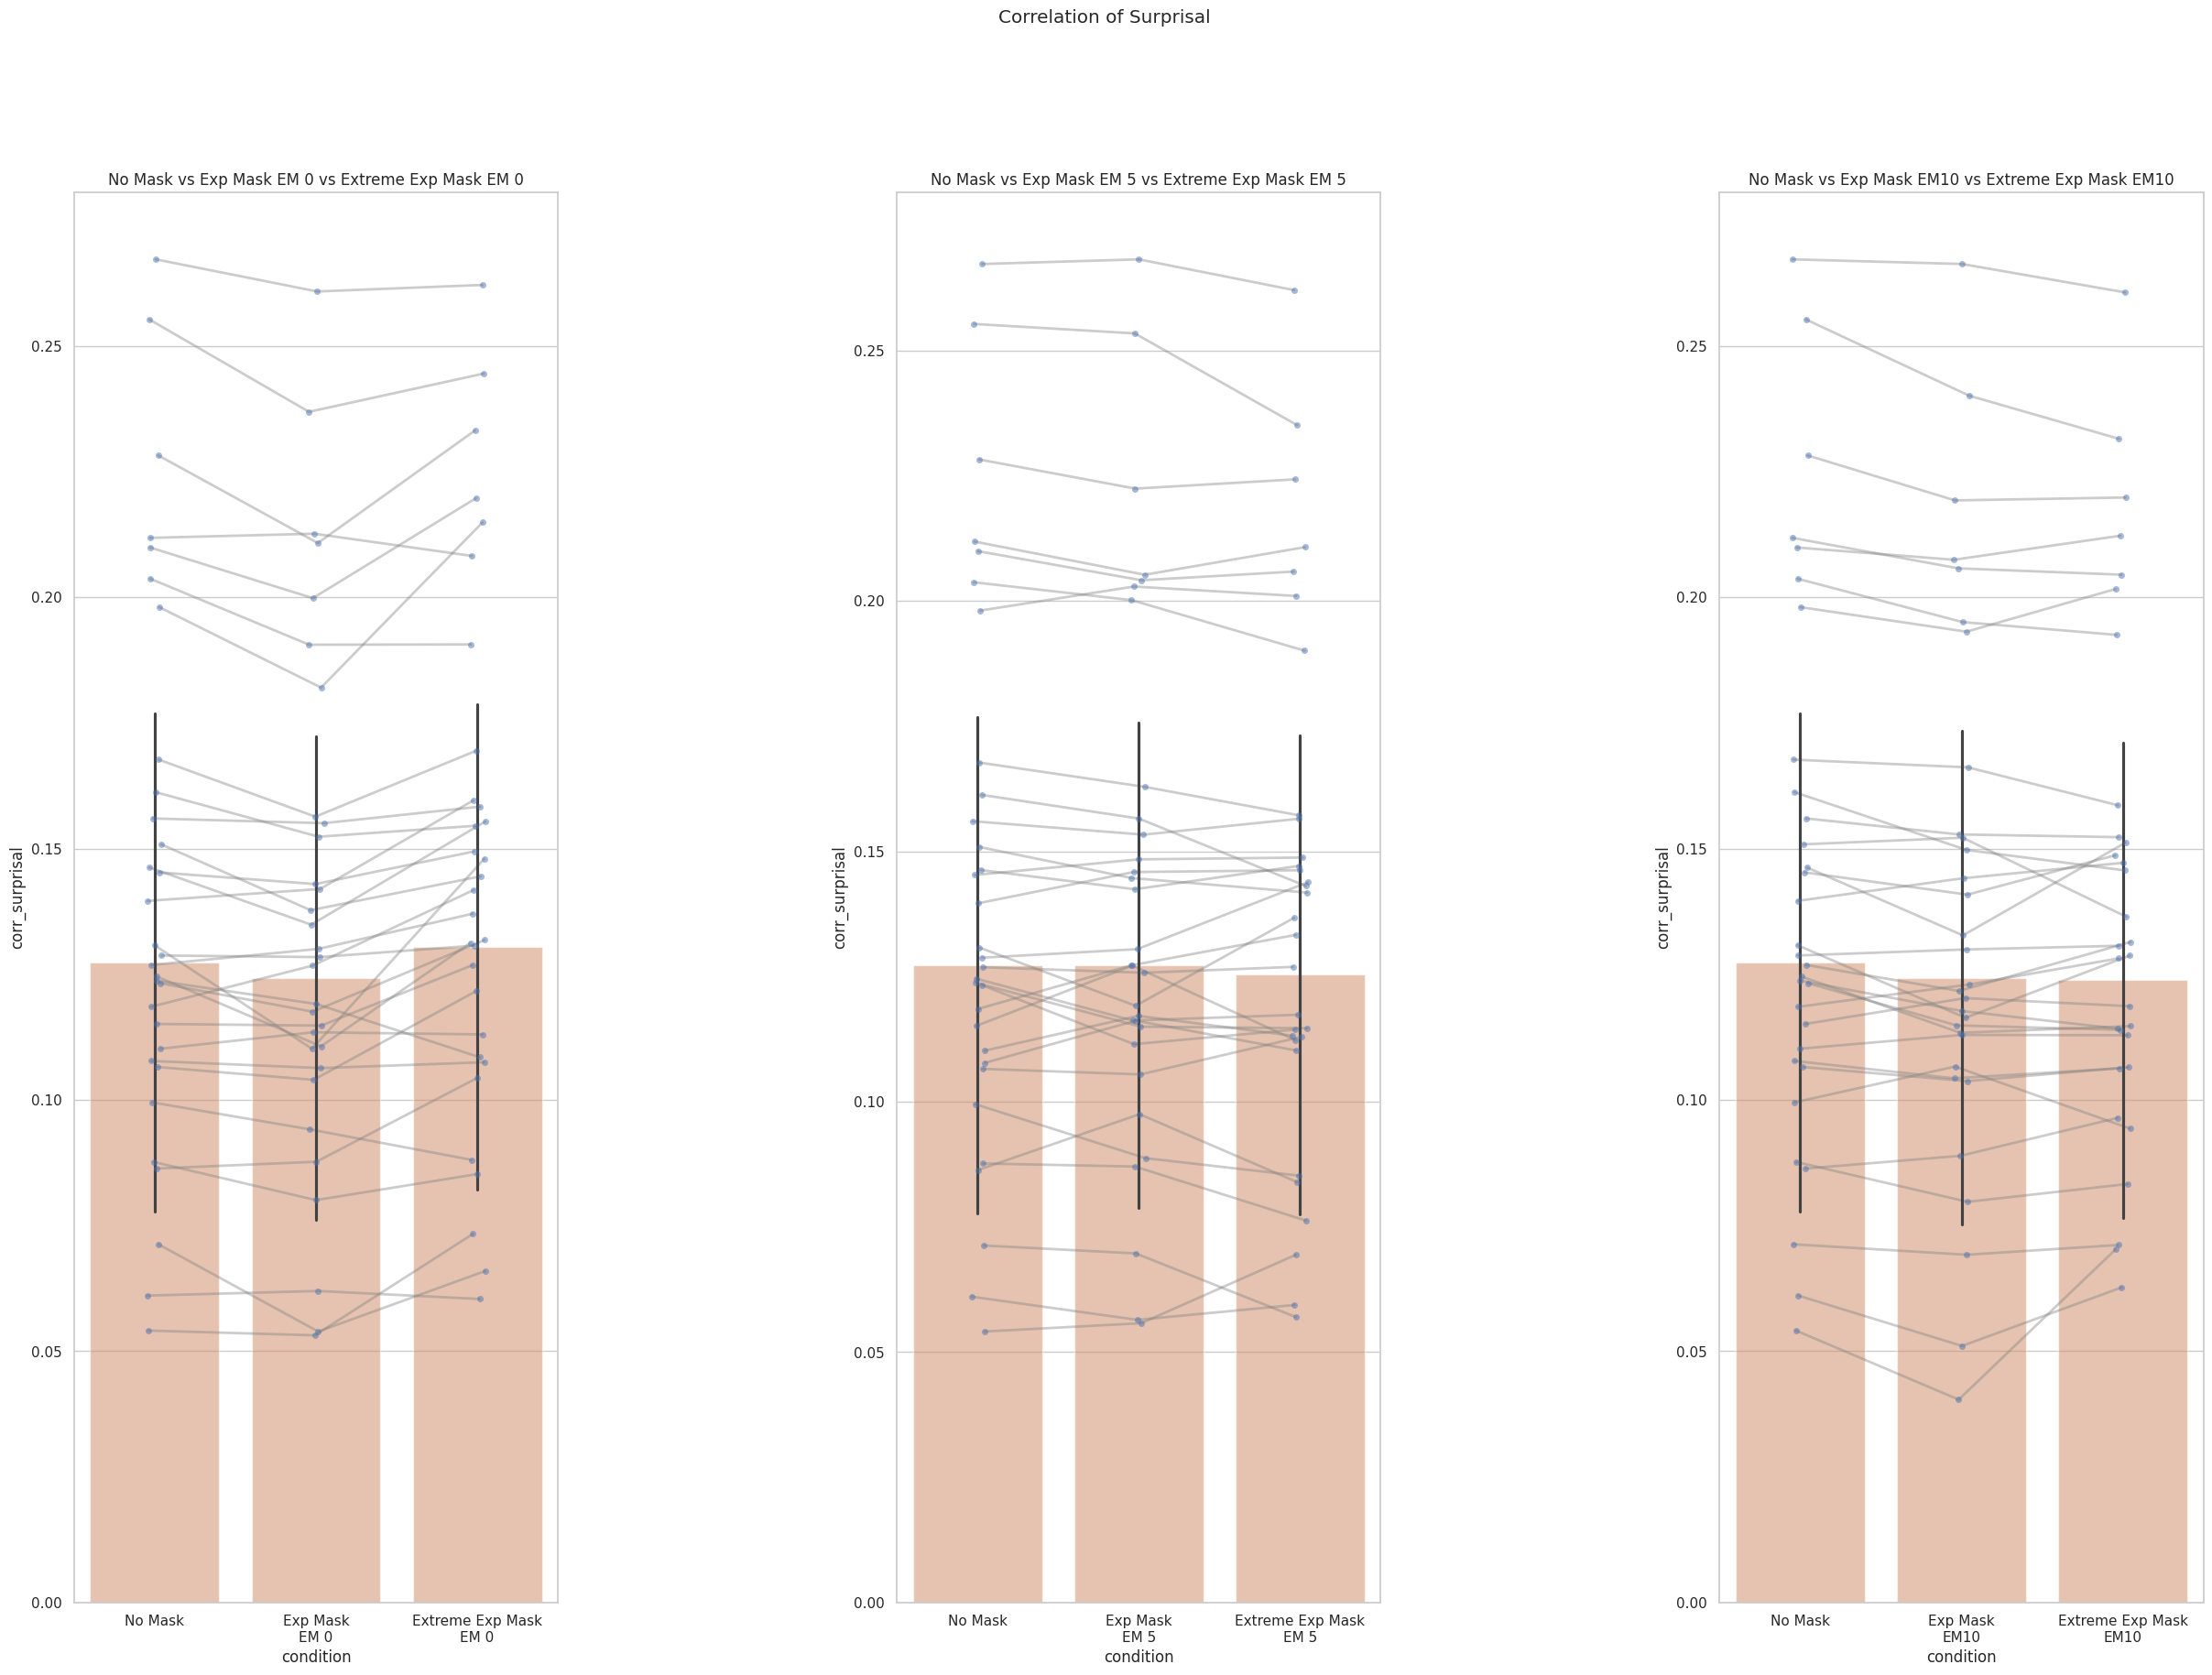 Correlation of Surprisal
No Mask vs Exp Mask EM 0 vs Extreme Exp Mask EM 0
corr_surprisal
0.25
0.20
0.15
0.10
0.05
0.00
No Mask
Exp Mask
EM 0
Extreme Exp Mask
EM 0
condition
No Mask vs Exp Mask EM 5 vs Extreme Exp Mask EM 5
corr_surprisal
0.25
0.20
0.15
0.10
0.05
0.00
No Mask
Exp Mask
EM 5
Extreme Exp Mask
EM 5
condition
No Mask vs Exp Mask EM10 vs Extreme Exp Mask EM10
corr_surprisal
0.25
0.20
0.15
0.10
0.05
0.00
No Mask
Exp Mask
EM10
Extreme Exp Mask
EM10
condition